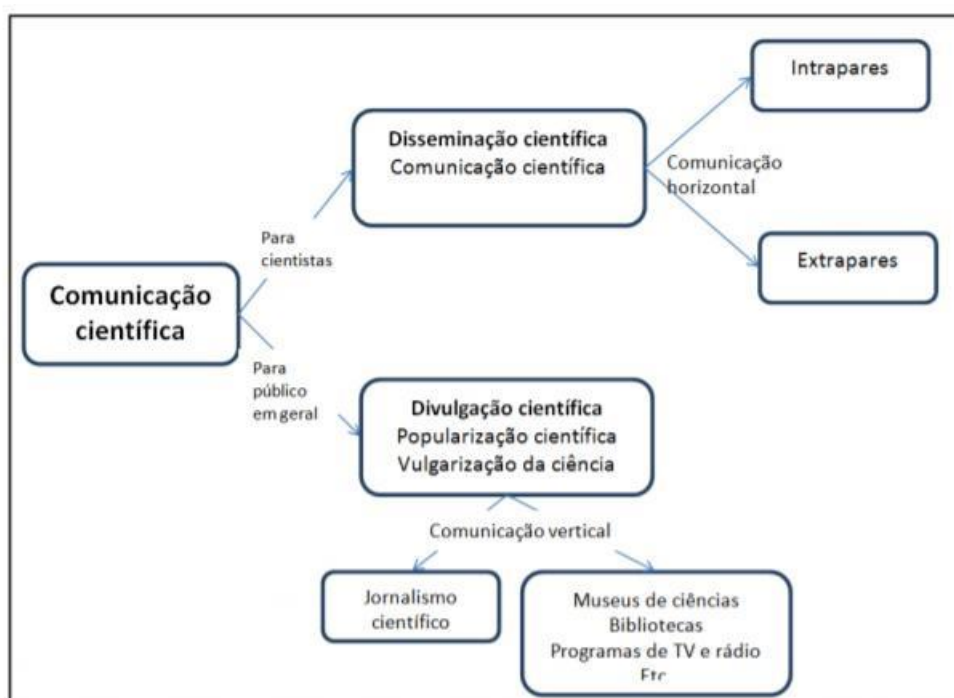 Intrapares
Disseminação científica
Comunicação científica
Comunicação
horizontal
Para
cientistas
Extrapares
Comunicação
científica
Para
público
em geral
Divulgação científica
Popularização científica
Vulgarização da ciência
Comunicação vertical
Jornalismo
científico
Museus de ciências
Bibliotecas
Programas de TV e rádio
Etc